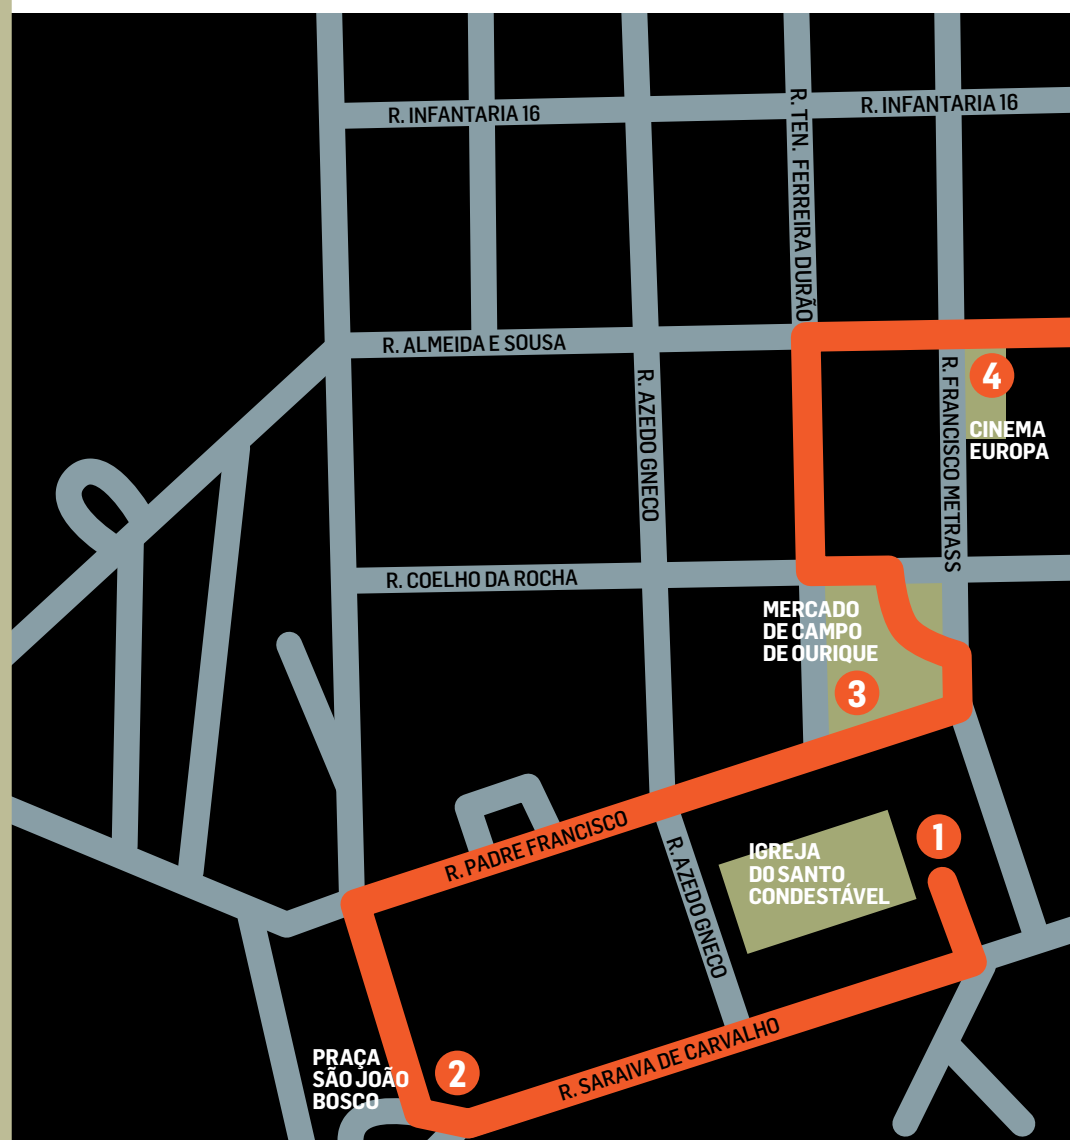 R. INFANTARIA 16
R. INFANTARIA 16
R. TEN. FERREIRA DURÃO
R. ALMEIDA E SOUSA
R. AZEDO GNECO
R. FRANCISCO METRASS
4
CINEMA
EUROPA
R. COELHO DA ROCHA
MERCADO
DE CAMPO
DE OURIQUE
3
R. PADRE FRANCISCO
R. AZEDO GNECO
1
IGREJA
DO SANTO
CONDESTÁVEL
R. SARAIVA DE CARVALHO
PRAÇA
SÃO JOÃO
BOSCO
2